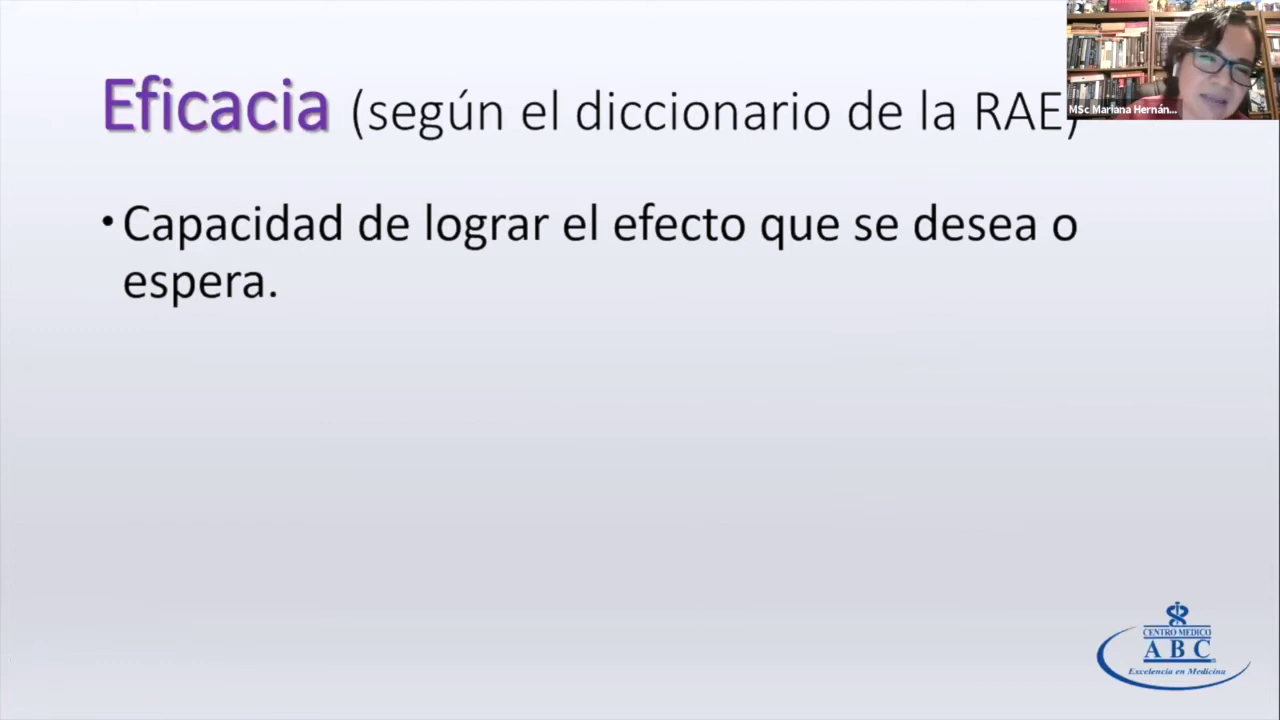 Eficacia (según el diccionario de la RAE)
MSc Mariana Hernán...
• Capacidad de lograr el efecto que se desea o
espera.
CENTRO MEDICO
ABC
Excelencia en Medicina